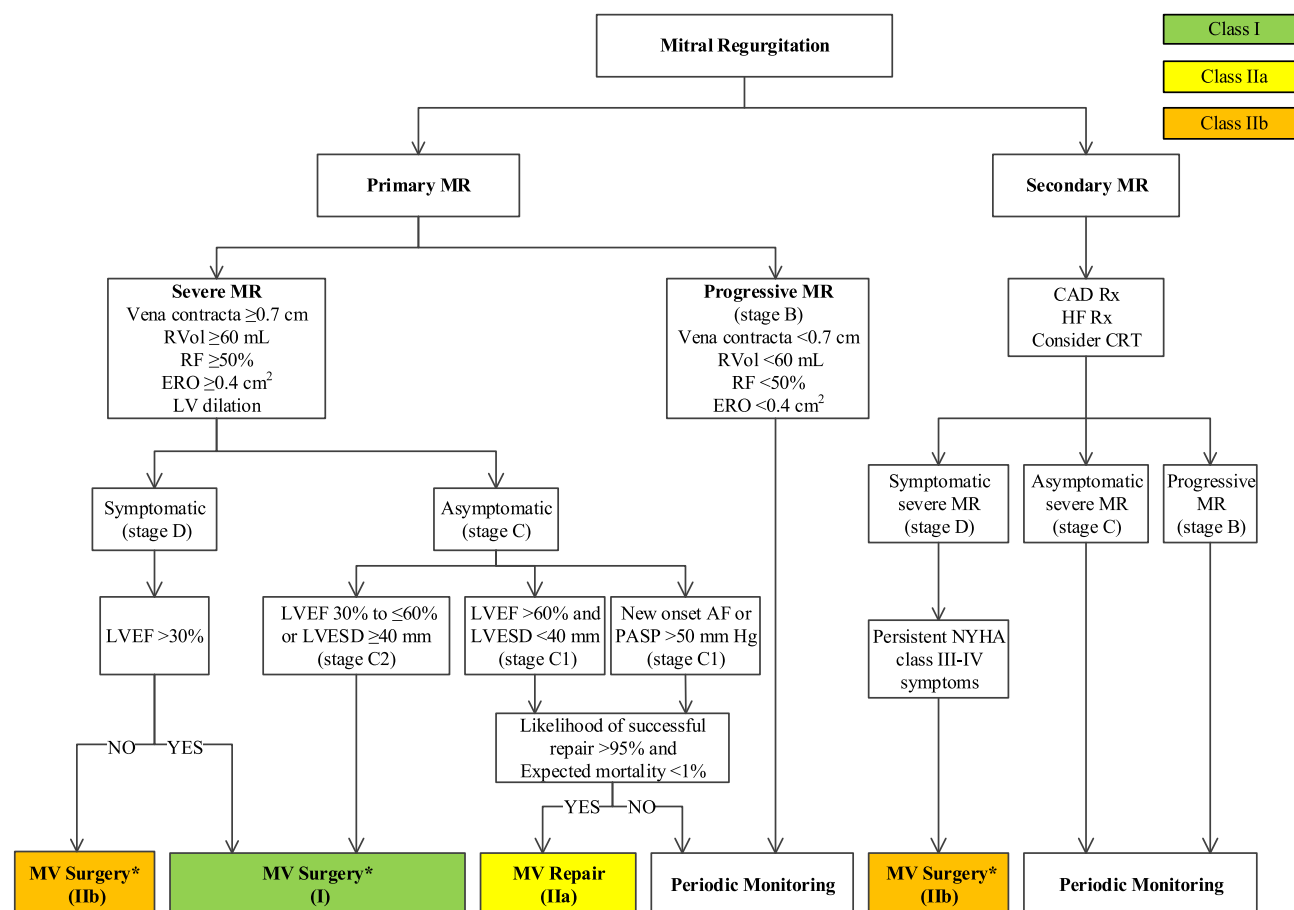 Mitral Regurgitation
Class I
Class IIa
Class IIb
Primary MR
Secondary MR
Severe MR
Vena contracta ≥0.7 cm
RVol ≥60 mL
RF ≥50%
ERO ≥0.4 cm²
LV dilation
Progressive MR
(stage B)
Vena contracta <0.7 cm
RVol <60 mL
RF <50%
ERO <0.4 cm²
CAD Rx
HF Rx
Consider CRT
Symptomatic
(stage D)
Asymptomatic
(stage C)
Symptomatic
severe MR
(stage D)
Asymptomatic
severe MR
(stage C)
Progressive
MR
(stage B)
LVEF >30%
LVEF 30% to ≤60%
or LVESD ≥40 mm
(stage C2)
LVEF >60% and
LVESD <40 mm
(stage C1)
New onset AF or
PASP >50 mm Hg
(stage C1)
Persistent NYHA
class III-IV
symptoms
Likelihood of successful
repair >95% and
Expected mortality <1%
NO
YES
YES
NO
MV Surgery*
(IIb)
MV Surgery*
(I)
MV Repair
(IIa)
Periodic Monitoring
MV Surgery*
(IIb)
Periodic Monitoring